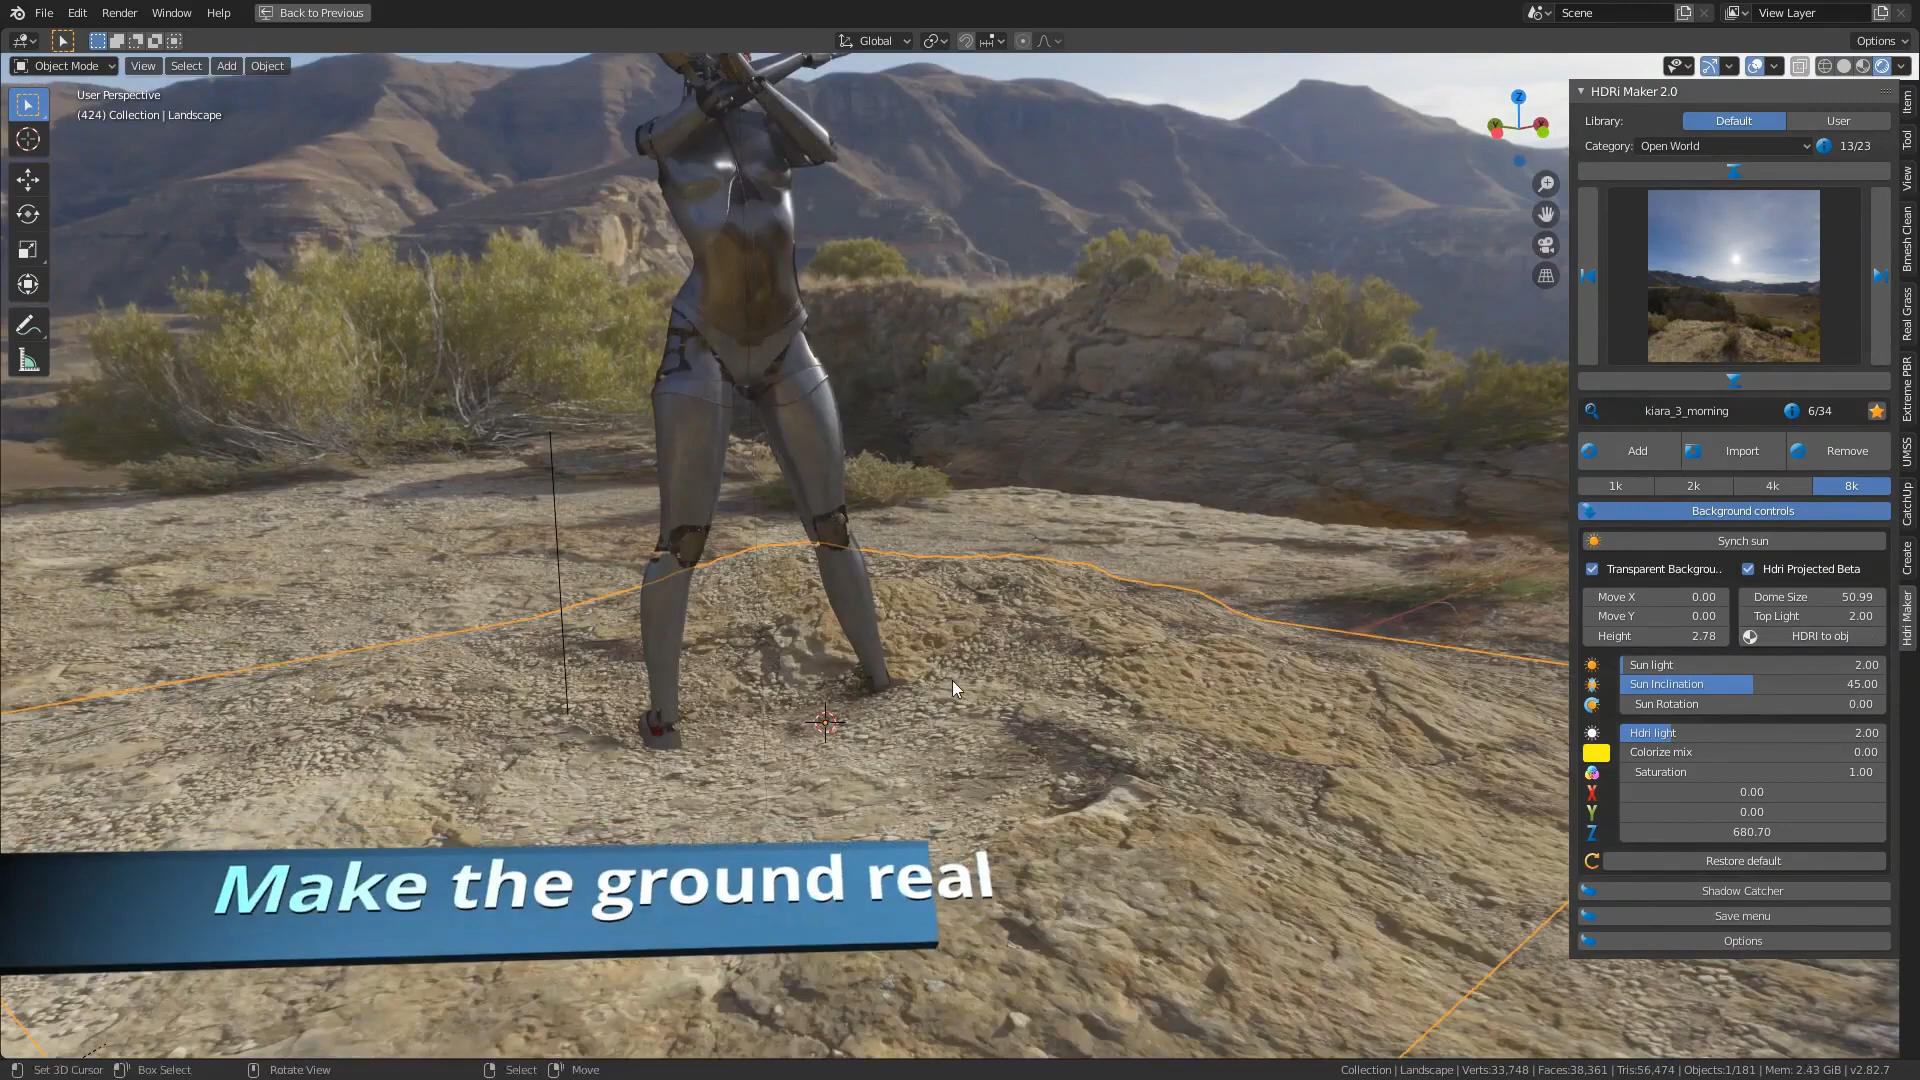 File Edit Render Window Help Back to Previous Scene View Layer
Global Options
Object Mode View Select Add Object
User Perspective
(424) Collection | Landscape
Z
HDRi Maker 2.0
Library: Default User
Category: Open World 13/23
kiara_3_morning 6/34
Add Import Remove
1k 2k 4k 8k
Background controls
Synch sun
Transparent Backgrou.. Hdri Projected Beta
Move X 0.00 Dome Size 50.99
Move Y 0.00 Top Light 2.00
Height 2.78 HDRI to obj
Sun light 2.00
Sun Inclination 45.00
Sun Rotation 0.00
Hdri light 2.00
Colorize mix 0.00
Saturation 1.00
X 0.00
Y 0.00
Z 680.70
Restore default
Shadow Catcher
Save menu
Options
Item
Tool
View
Bmesh Clean
Real Grass
Extreme PBR
UMSS
CatchUp
Create
Hdri Maker
Make the ground real
Set 3D Cursor Box Select Rotate View Select Move
Collection | Landscape | Verts:33,748 | Faces:38,361 | Tris:56,474 | Objects:1/181 | Mem: 2.43 GiB | v2.82.7